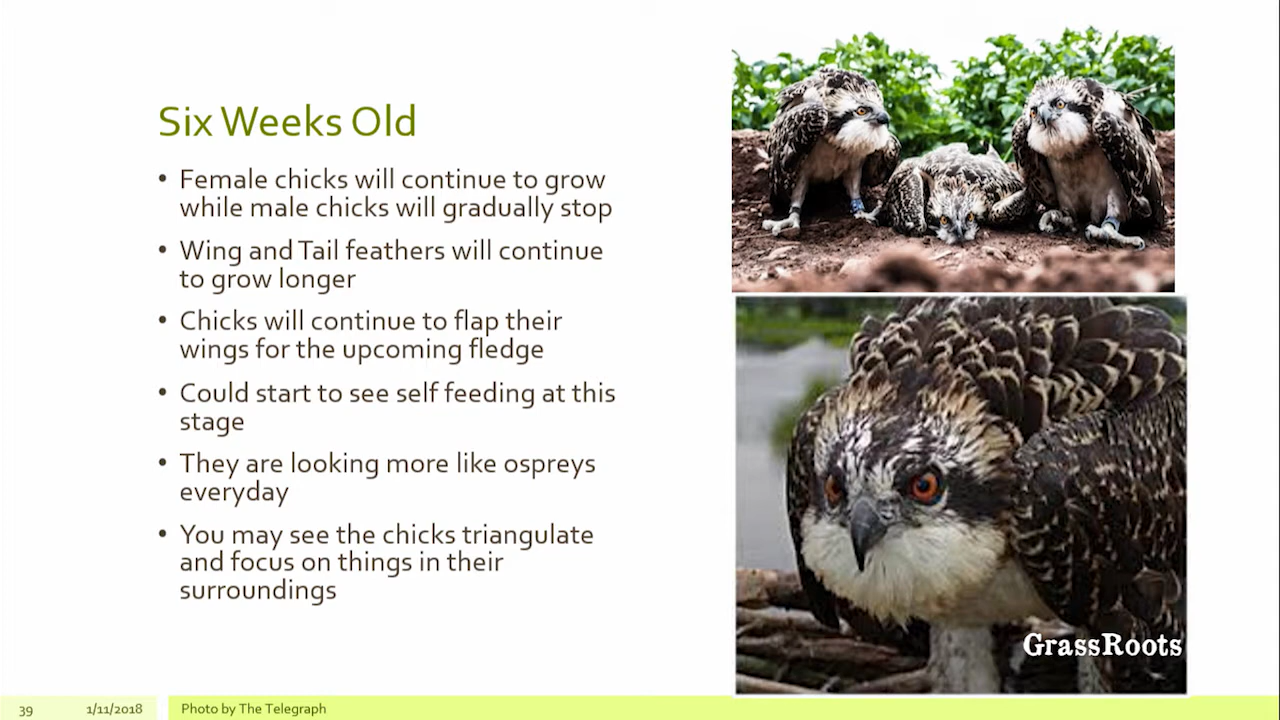 Six Weeks Old
• Female chicks will continue to grow
while male chicks will gradually stop
• Wing and Tail feathers will continue
to grow longer
• Chicks will continue to flap their
wings for the upcoming fledge
• Could start to see self feeding at this
stage
• They are looking more like ospreys
everyday
• You may see the chicks triangulate
and focus on things in their
surroundings
GrassRoots
39
1/11/2018
Photo by The Telegraph